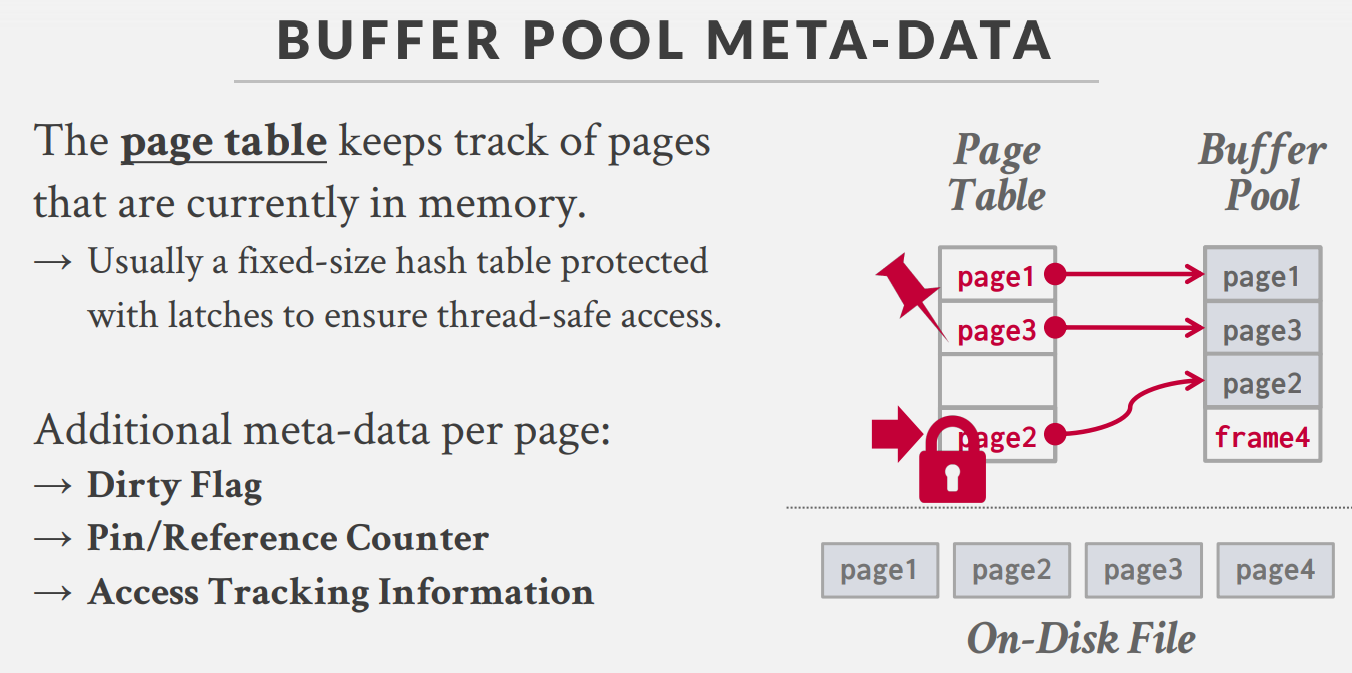 BUFFER POOL META-DATA
The page table keeps track of pages
that are currently in memory.
→ Usually a fixed-size hash table protected
with latches to ensure thread-safe access.
Additional meta-data per page:
→ Dirty Flag
→ Pin/Reference Counter
→ Access Tracking Information
Page
Table
page1
page3
page2
Buffer
Pool
page1
page3
page2
frame4
page1 page2 page3 page4
On-Disk File